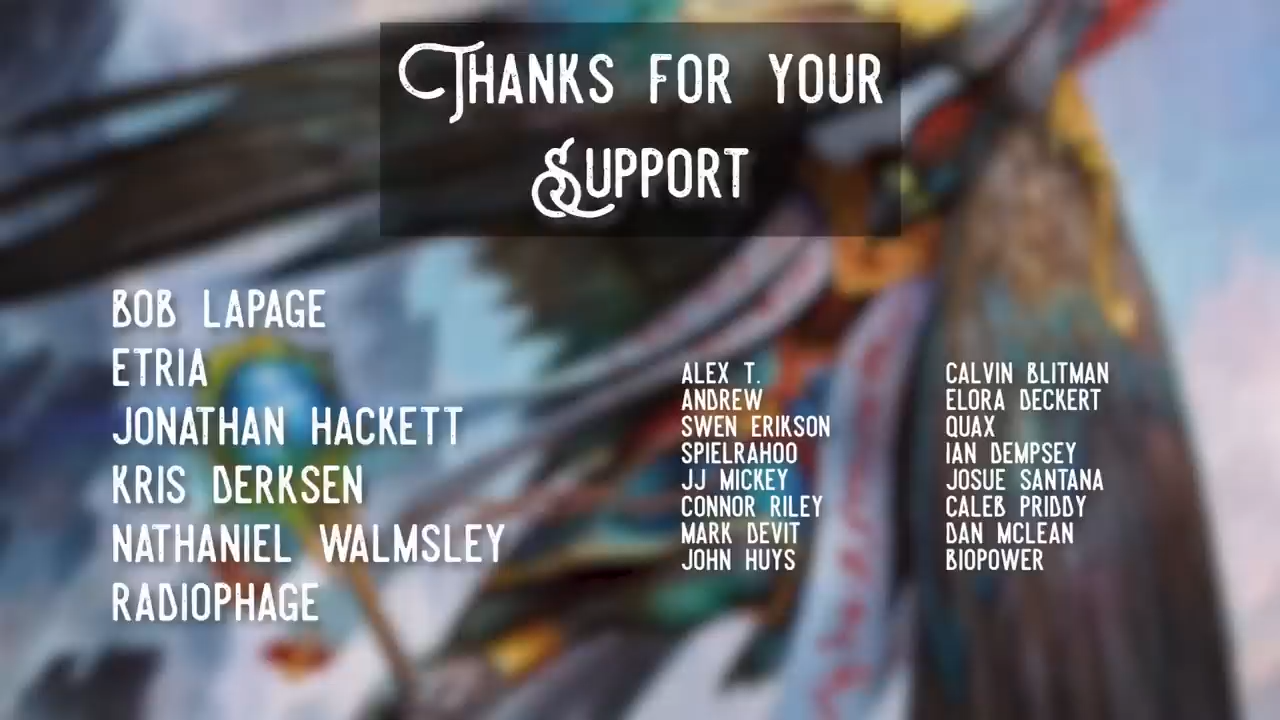 THANKS FOR YOUR
SUPPORT
BOB LAPAGE
ETRIA
JONATHAN HACKETT
KRIS DERKSEN
NATHANIEL WALMSLEY
RADIOPHAGE
ALEX T.
ANDREW
SWEN ERIKSON
SPIELRAHOO
JJ MICKEY
CONNOR RILEY
MARK DEVIT
JOHN HUYS
CALVIN BLITMAN
ELORA DECKERT
QUAX
IAN DEMPSEY
JOSUE SANTANA
CALEB PRIDDY
DAN MCLEAN
BIOPOWER